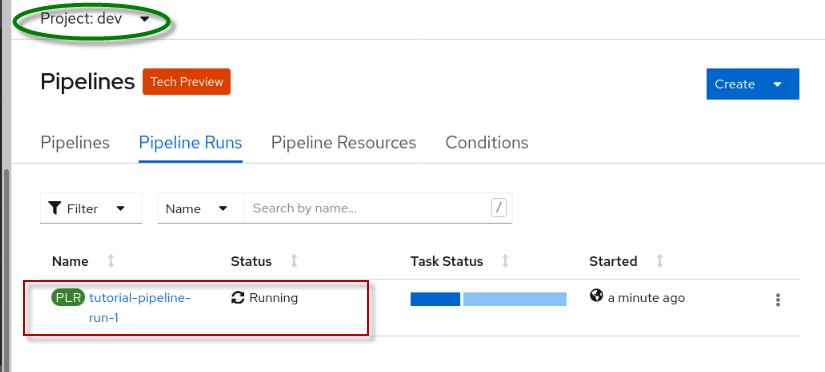 Project: dev
Pipelines Tech Preview Create
Pipelines Pipeline Runs Pipeline Resources Conditions
Filter Name Search by name... /
Name Status Task Status Started
PLR tutorial-pipeline- Running a minute ago
run-1